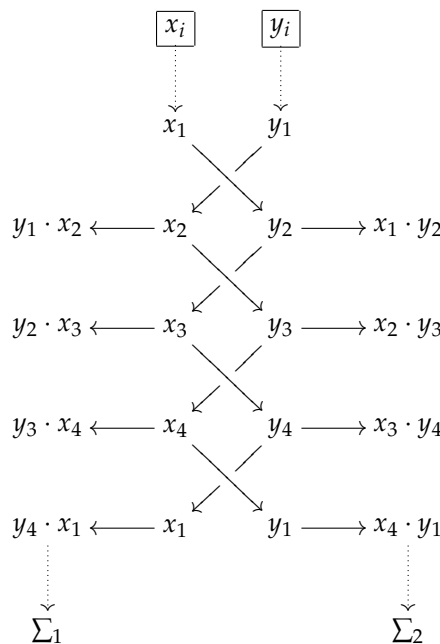 xᵢ yᵢ
x₁ y₁
y₁ · x₂ x₂ y₂ x₁ · y₂
y₂ · x₃ x₃ y₃ x₂ · y₃
y₃ · x₄ x₄ y₄ x₃ · y₄
y₄ · x₁ x₁ y₁ x₄ · y₁
Σ₁ Σ₂